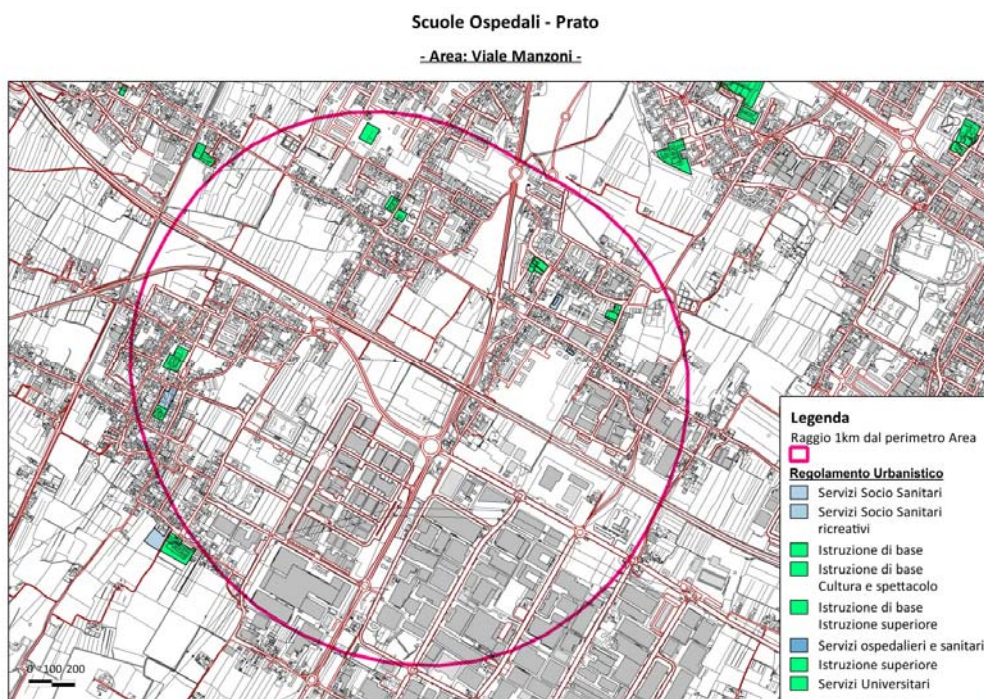 Scuole Ospedali - Prato
- Area: Viale Manzoni -
Legenda
Raggio 1km dal perimetro Area
Regolamento Urbanistico
Servizi Socio Sanitari
Servizi Socio Sanitari
ricreativi
Istruzione di base
Istruzione di base
Cultura e spettacolo
Istruzione di base
Istruzione superiore
Servizi ospedalieri e sanitari
Istruzione superiore
Servizi Universitari
0 100 200